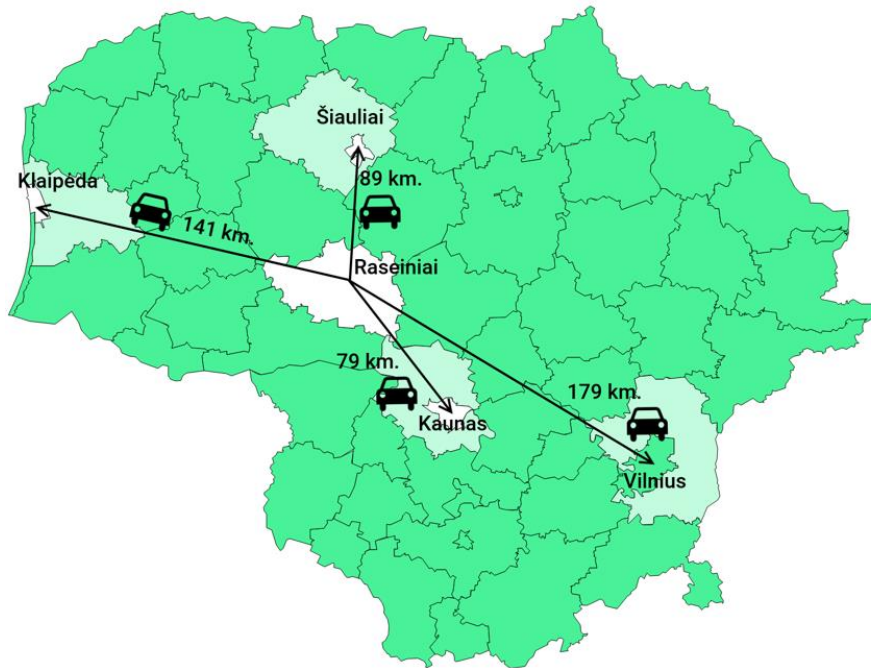 Šiauliai
Klaipėda
89 km.
141 km.
Raseiniai
79 km.
179 km.
Kaunas
Vilnius